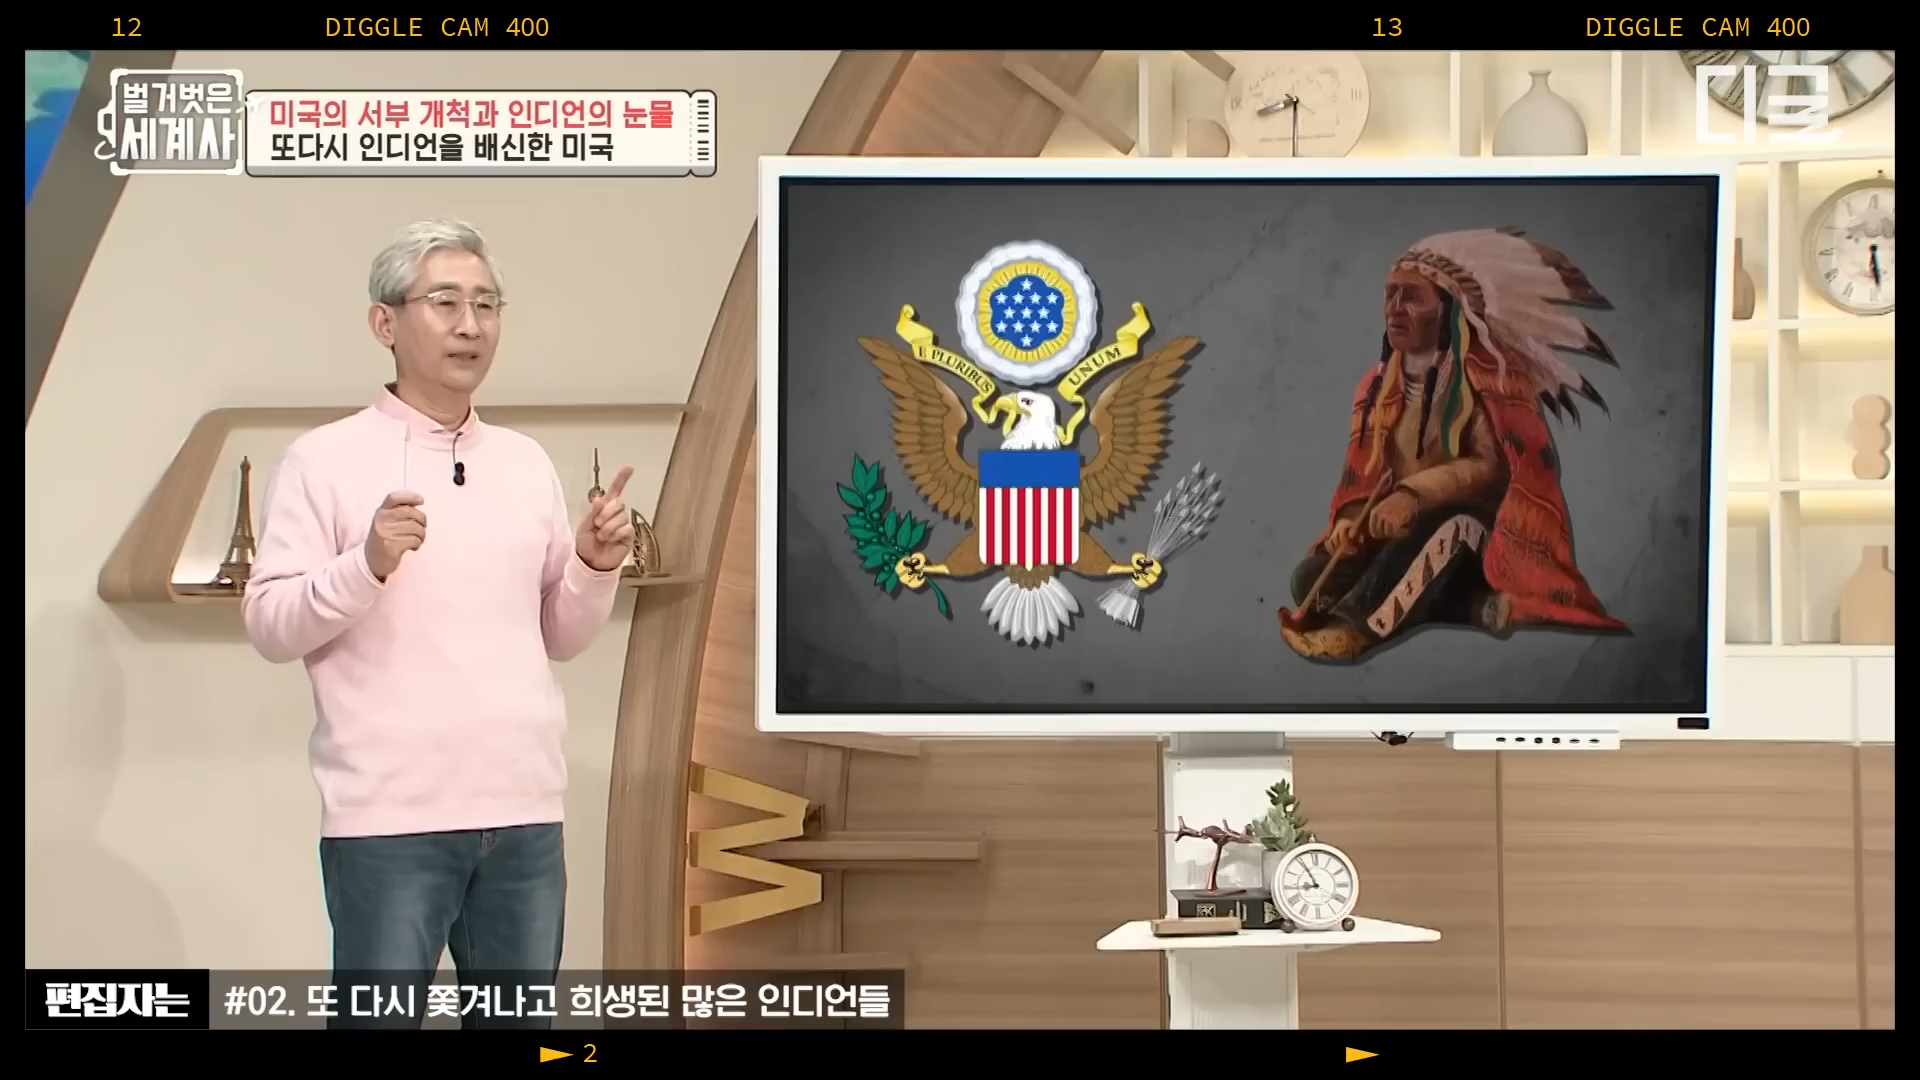 12 DIGGLE CAM 400 13 DIGGLE CAM 400
벌거벗은
세계사
미국의 서부 개척과 인디언의 눈물
또다시 인디언을 배신한 미국
디글
E PLURIBUS UNUM
W
편집자는 #02. 또 다시 쫓겨나고 희생된 많은 인디언들
2